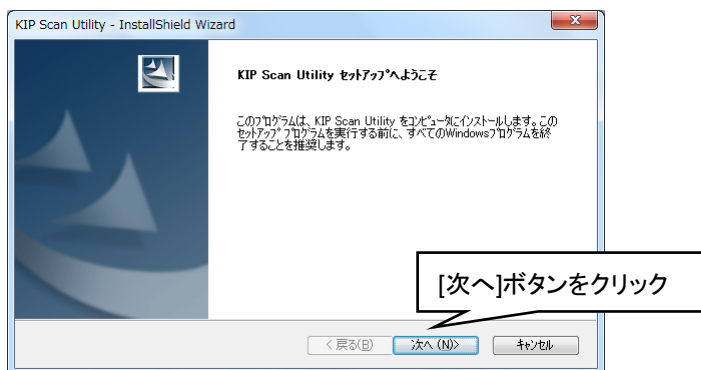 KIP Scan Utility - InstallShield Wizard
KIP Scan Utility ｾｯﾄｱｯﾌﾟへようこそ
このﾌﾟﾛｸﾞﾗﾑは、KIP Scan Utility をｺﾝﾋﾟｭｰﾀにｲﾝｽﾄｰﾙします。この
ｾｯﾄｱｯﾌﾟ ﾌﾟﾛｸﾞﾗﾑを実行する前に、すべてのWindowsﾌﾟﾛｸﾞﾗﾑを終
了することを推奨します。
[次へ]ボタンをクリック
< 戻る(B)
次へ (N)>
ｷｬﾝｾﾙ